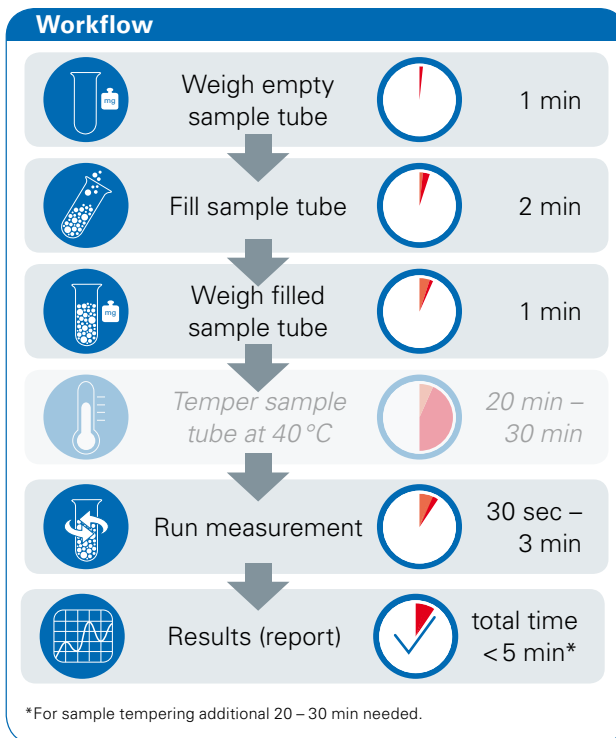 Workflow
Weigh empty
sample tube
1 min
mg
Fill sample tube
2 min
Weigh filled
sample tube
1 min
mg
Temper sample
tube at 40 °C
20 min –
30 min
Run measurement
30 sec –
3 min
Results (report)
total time
<5 min*
*For sample tempering additional 20 – 30 min needed.